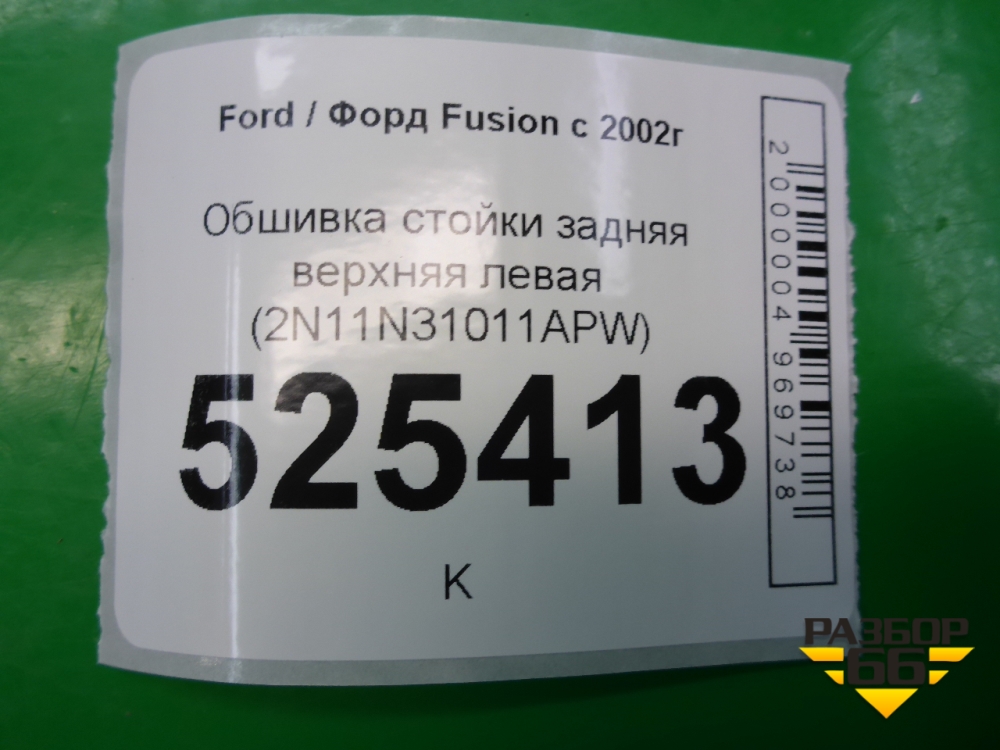 Ford / Форд Fusion с 2002г
Обшивка стойки задняя
верхняя левая
(2N11N31011APW)
525413
К
2000004969738
РАЗБОР
66